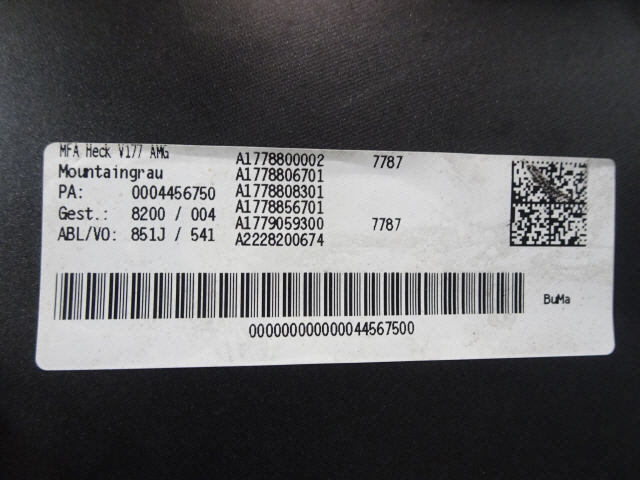 MFA Heck V177 AMG A1778800002 7787
Mountaingrau A1778806701
PA: 0004456750 A1778808301
Gest.: 8200 / 004 A1778856701
ABL/VO: 851J / 541 A1779059300 7787
A2228200674
BuMa
00000000000044567500